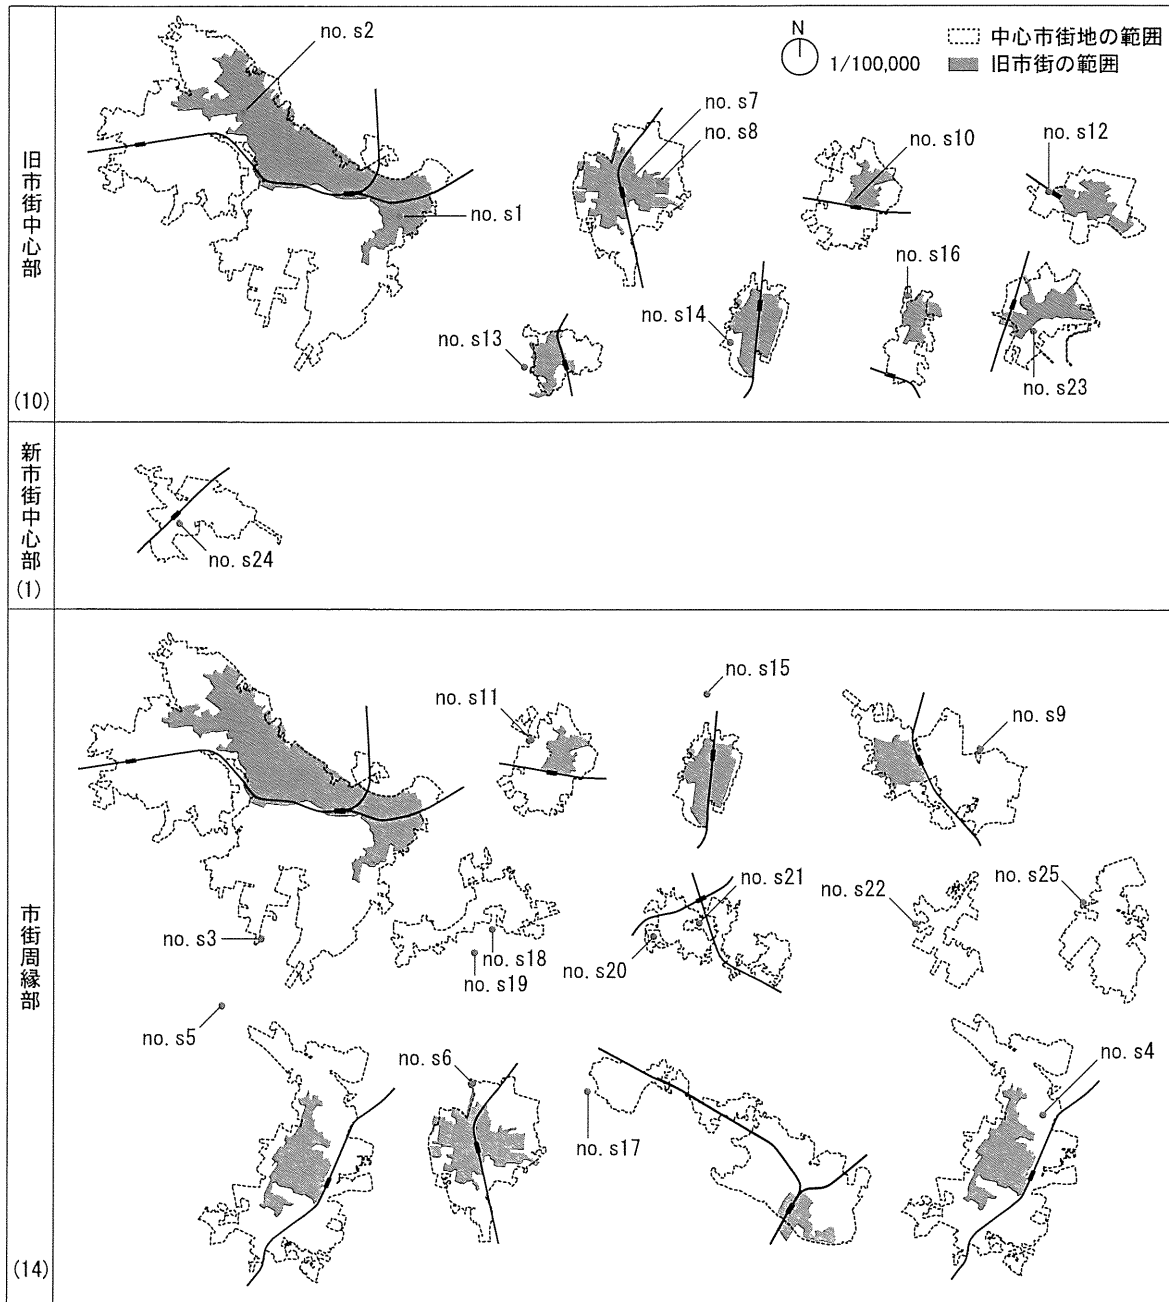 N
1/100,000
中心市街地の範囲
旧市街の範囲
旧市街中心部
(10)
no. s2
no. s1
no. s7
no. s8
no. s10
no. s12
no. s13
no. s14
no. s16
no. s23
新市街中心部
(1)
no. s24
市街周縁部
(14)
no. s15
no. s11
no. s9
no. s3
no. s18
no. s19
no. s21
no. s20
no. s22
no. s25
no. s5
no. s6
no. s17
no. s4